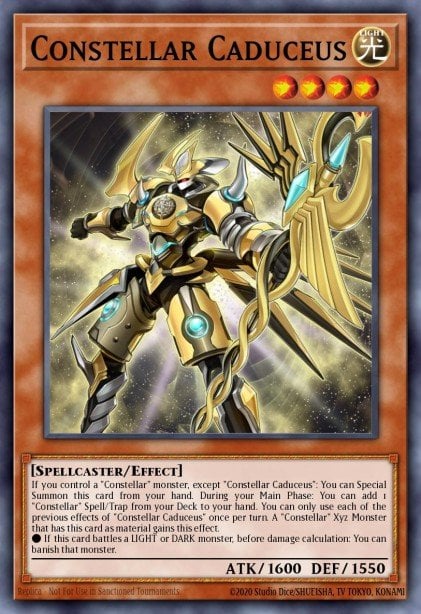 CONSTELLAR CADUCEUS
LIGHT
光
[SPELLCASTER/EFFECT]
If you control a "Constellar" monster, except "Constellar Caduceus": You can Special
Summon this card from your hand. During your Main Phase: You can add 1
"Constellar" Spell/Trap from your Deck to your hand. You can only use each of the
previous effects of "Constellar Caduceus" once per turn. A "Constellar" Xyz Monster
that has this card as material gains this effect.
● If this card battles a LIGHT or DARK monster, before damage calculation: You can
banish that monster.
ATK/1600 DEF/1550
Replica - Not For Use in Sanctioned Tournaments
©2020 Studio Dice/SHUEISHA, TV TOKYO, KONAMI